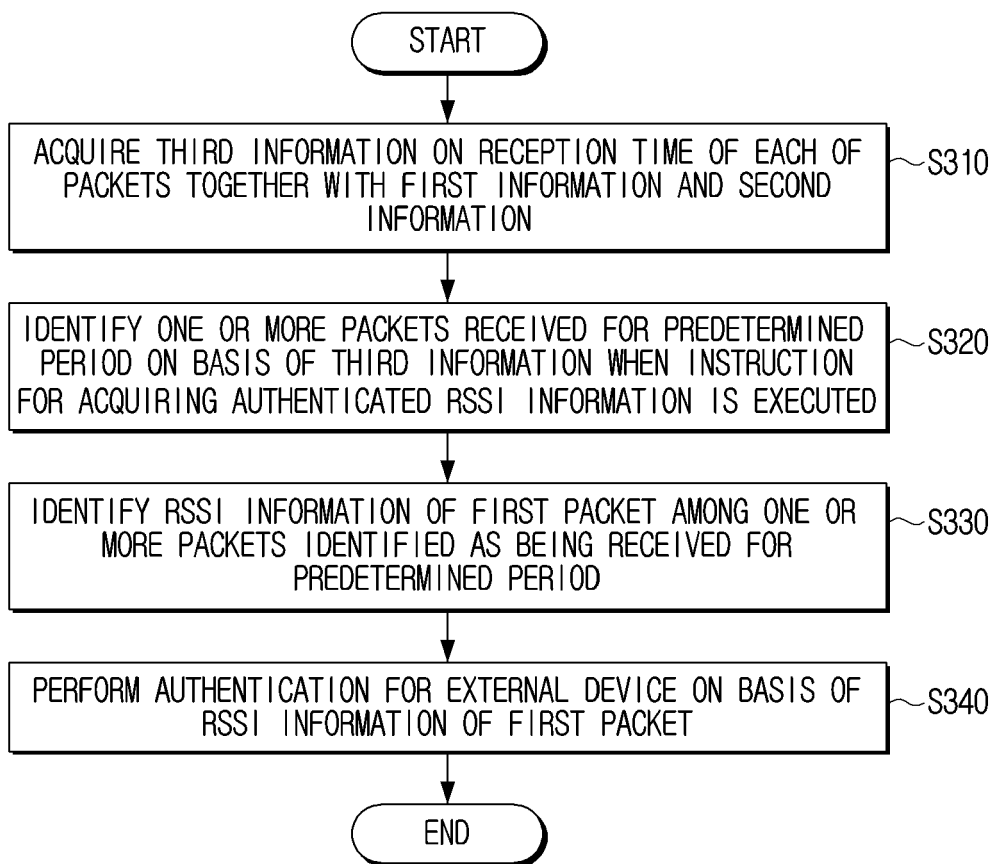 START
ACQUIRE THIRD INFORMATION ON RECEPTION TIME OF EACH OF
PACKETS TOGETHER WITH FIRST INFORMATION AND SECOND
INFORMATION
S310
IDENTIFY ONE OR MORE PACKETS RECEIVED FOR PREDETERMINED
PERIOD ON BASIS OF THIRD INFORMATION WHEN INSTRUCTION
FOR ACQUIRING AUTHENTICATED RSSI INFORMATION IS EXECUTED
S320
IDENTIFY RSSI INFORMATION OF FIRST PACKET AMONG ONE OR
MORE PACKETS IDENTIFIED AS BEING RECEIVED FOR
PREDETERMINED PERIOD
S330
PERFORM AUTHENTICATION FOR EXTERNAL DEVICE ON BASIS OF
RSSI INFORMATION OF FIRST PACKET
S340
END